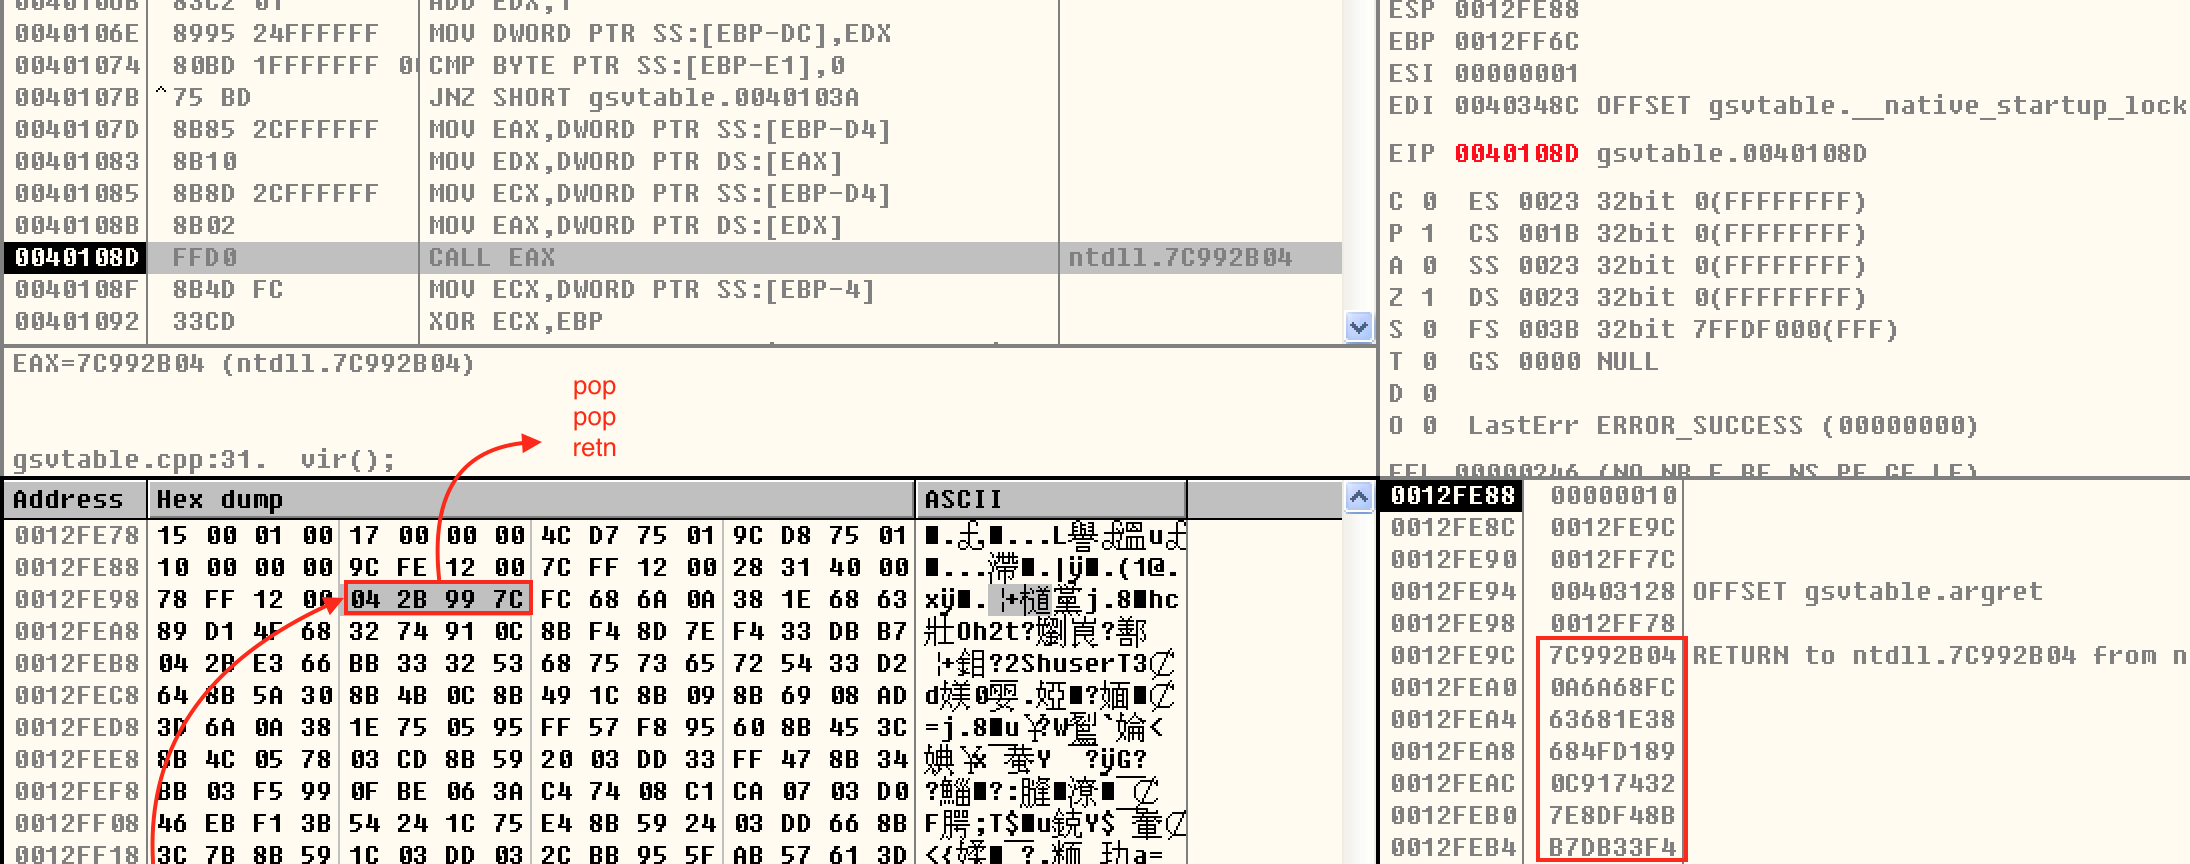 0040106B 83C2 01 ADD EDX,1
0040106E 8995 24FFFFFF MOV DWORD PTR SS:[EBP-DC],EDX
00401074 80BD 1FFFFFFF 0 CMP BYTE PTR SS:[EBP-E1],0
0040107B ^75 BD JNZ SHORT gsvtable.0040103A
0040107D 8B85 2CFFFFFF MOV EAX,DWORD PTR SS:[EBP-D4]
00401083 8B10 MOV EDX,DWORD PTR DS:[EAX]
00401085 8B8D 2CFFFFFF MOV ECX,DWORD PTR SS:[EBP-D4]
0040108B 8B02 MOV EAX,DWORD PTR DS:[EDX]
0040108D FFD0 CALL EAX ntdll.7C992B04
0040108F 8B4D FC MOV ECX,DWORD PTR SS:[EBP-4]
00401092 33CD XOR ECX,EBP
ESP 0012FE88
EBP 0012FF6C
ESI 00000001
EDI 0040348C OFFSET gsvtable.__native_startup_lock
EIP 0040108D gsvtable.0040108D
C 0 ES 0023 32bit 0(FFFFFFFF)
P 1 CS 001B 32bit 0(FFFFFFFF)
A 0 SS 0023 32bit 0(FFFFFFFF)
Z 1 DS 0023 32bit 0(FFFFFFFF)
S 0 FS 003B 32bit 7FFDF000(FFF)
T 0 GS 0000 NULL
D 0
O 0 LastErr ERROR_SUCCESS (00000000)
EFL 00000246 (NO,NB,E,BE,NS,PE,GE,LE)
EAX=7C992B04 (ntdll.7C992B04)
pop
pop
retn
gsvtable.cpp:31. vir();
Address Hex dump ASCII
0012FE78 15 00 01 00 17 00 00 00 4C D7 75 01 9C D8 75 01
0012FE88 10 00 00 00 9C FE 12 00 7C FF 12 00 28 31 40 00
0012FE98 78 FF 12 00 04 2B 99 7C FC 68 6A 0A 38 1E 68 63
0012FEA8 89 D1 4F 68 32 74 91 0C 8B F4 8D 7E F4 33 DB B7
0012FEB8 04 2B E3 66 BB 33 32 53 68 75 73 65 72 54 33 D2
0012FEC8 64 8B 5A 30 8B 4B 0C 8B 49 1C 8B 09 8B 69 08 AD
0012FED8 3D 6A 0A 38 1E 75 05 95 FF 57 F8 95 60 8B 45 3C
0012FEE8 8B 4C 05 78 03 CD 8B 59 20 03 DD 33 FF 47 8B 34
0012FEF8 BB 03 F5 99 0F BE 06 3A C4 74 08 C1 CA 07 03 D0
0012FF08 46 EB F1 3B 54 24 1C 75 E4 8B 59 24 03 DD 66 8B
0012FF18 3C 7B 8B 59 1C 03 DD 03 2C BB 95 5F AB 57 61 3D
0012FE88 00000010
0012FE8C 0012FE9C
0012FE90 0012FF7C
0012FE94 00403128 OFFSET gsvtable.argret
0012FE98 0012FF78
0012FE9C 7C992B04 RETURN to ntdll.7C992B04 from n
0012FEA0 0A6A68FC
0012FEA4 63681E38
0012FEA8 684FD189
0012FEAC 0C917432
0012FEB0 7E8DF48B
0012FEB4 B7DB33F4